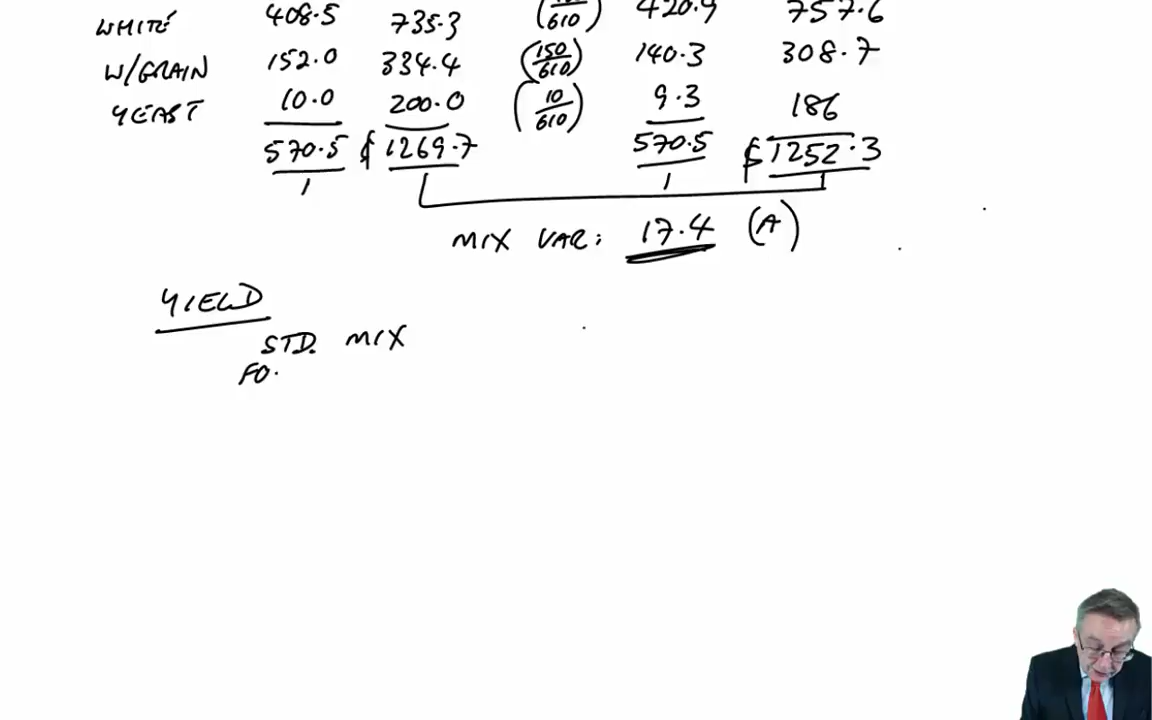 WHITE 408.5 735.3 (   /610) 420.9 757.6
W/GRAIN 152.0 334.4 (150/610) 140.3 308.7
YEAST 10.0 200.0 (10/610) 9.3 186
570.5 $1269.7 570.5 $1252.3
MIX VAR: 17.4 (A)
YIELD
STD. MIX
FO.